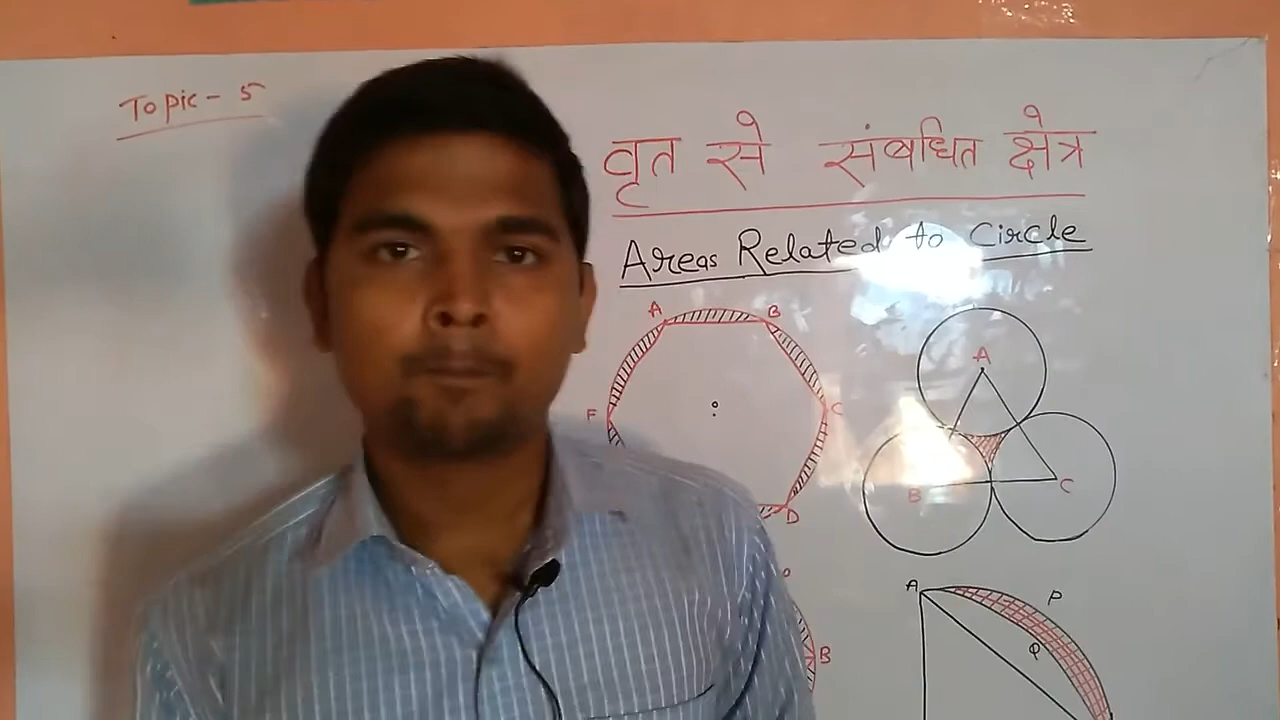 Topic - 5
वृत से संबधित क्षेत्र
Areas Related to Circle
A B
A
F C
B C
D
A P
Q
B